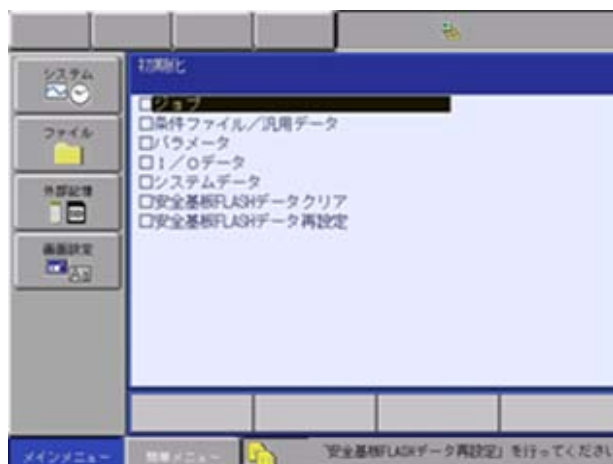 システム
ファイル
外部記憶
画面設定
初期化
□ジョブ
□条件ファイル／汎用データ
□パラメータ
□I／Oデータ
□システムデータ
□安全基板FLASHデータクリア
□安全基板FLASHデータ再設定
メインメニュー
簡単メニュー
「安全基板FLASHデータ再設定」を行ってくださ